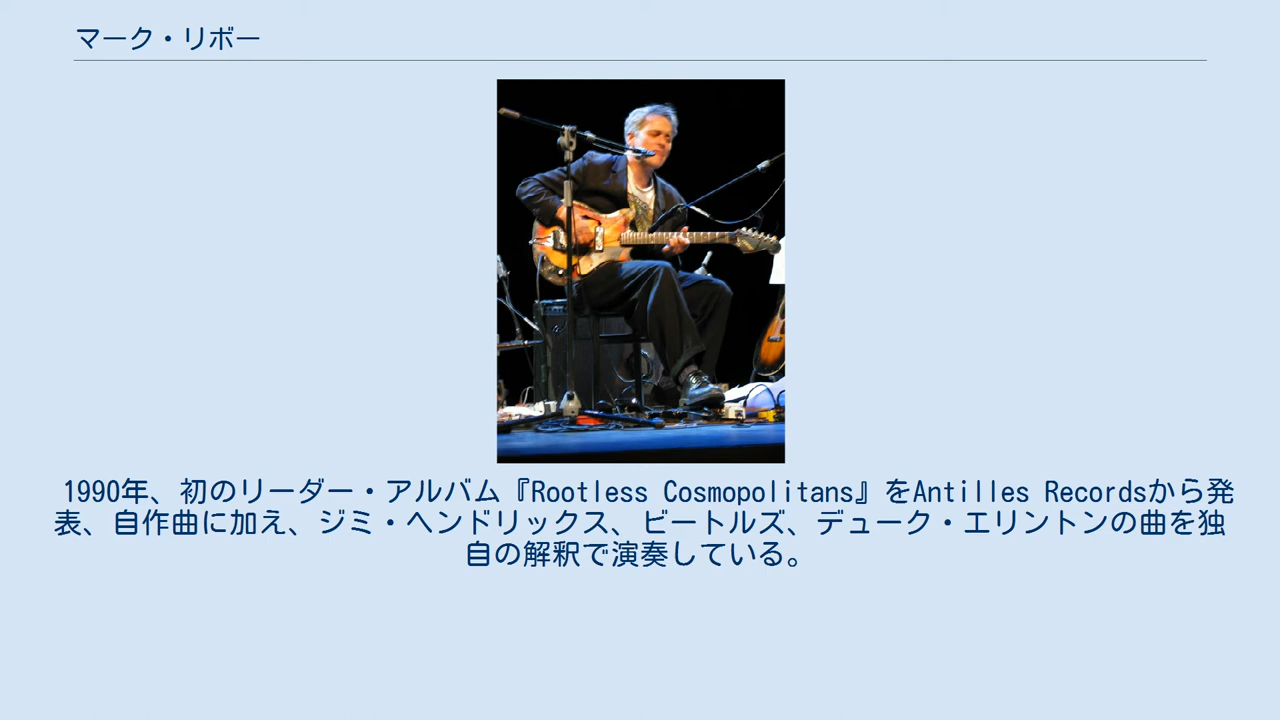 マーク・リボー
1990年、初のリーダー・アルバム『Rootless Cosmopolitans』をAntilles Recordsから発
表、自作曲に加え、ジミ・ヘンドリックス、ビートルズ、デューク・エリントンの曲を独
自の解釈で演奏している。